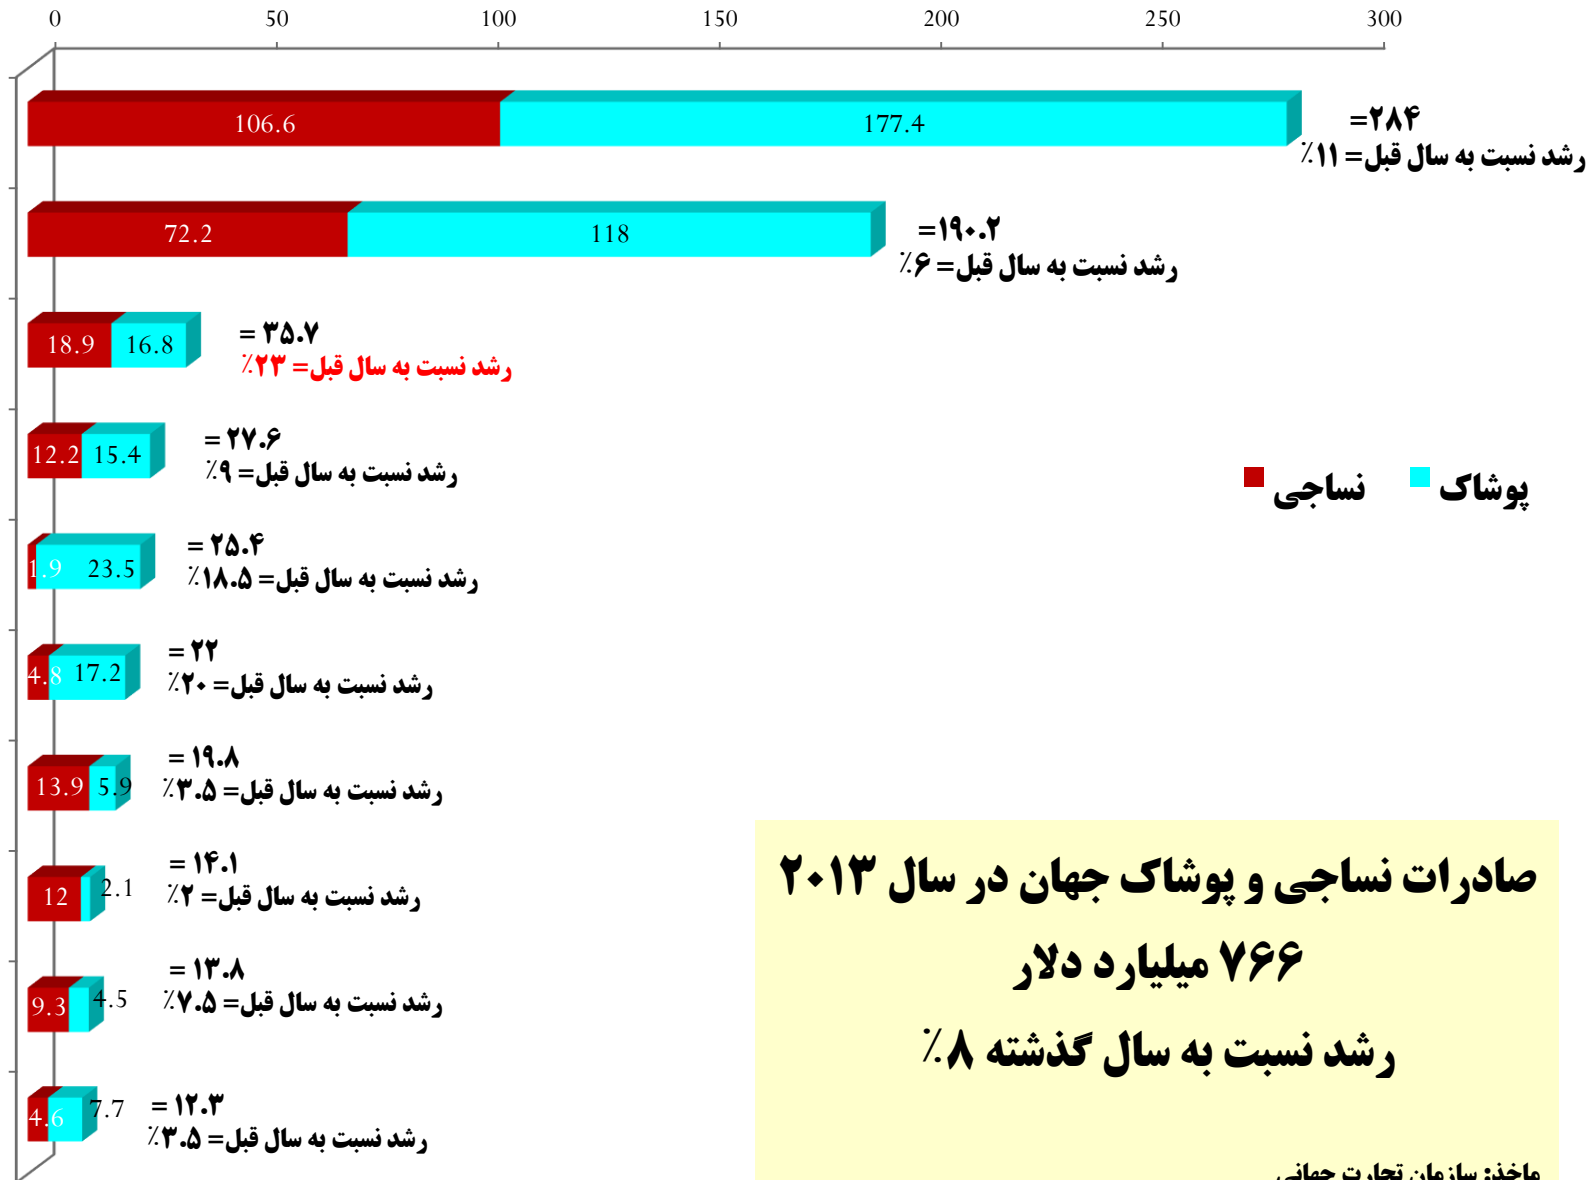 0 50 100 150 200 250 300
106.6 177.4 =۲۸۴
رشد نسبت به سال قبل= ۱۱٪
72.2 118 =۱۹۰.۲
رشد نسبت به سال قبل= ۶٪
18.9 16.8 = ۳۵.۷
رشد نسبت به سال قبل= ۲۳٪
12.2 15.4 = ۲۷.۶
رشد نسبت به سال قبل= ۹٪
1.9 23.5 = ۲۵.۴
رشد نسبت به سال قبل= ۱۸.۵٪
4.8 17.2 = ۲۲
رشد نسبت به سال قبل= ۲۰٪
13.9 5.9 = ۱۹.۸
رشد نسبت به سال قبل= ۳.۵٪
12 2.1 = ۱۴.۱
رشد نسبت به سال قبل= ۲٪
9.3 4.5 = ۱۳.۸
رشد نسبت به سال قبل= ۷.۵٪
4.6 7.7 = ۱۲.۳
رشد نسبت به سال قبل= ۳.۵٪
پوشاک نساجی
صادرات نساجی و پوشاک جهان در سال ۲۰۱۳
۷۶۶ میلیارد دلار
رشد نسبت به سال گذشته ۸٪
ماخذ: سازمان تجارت جهانی